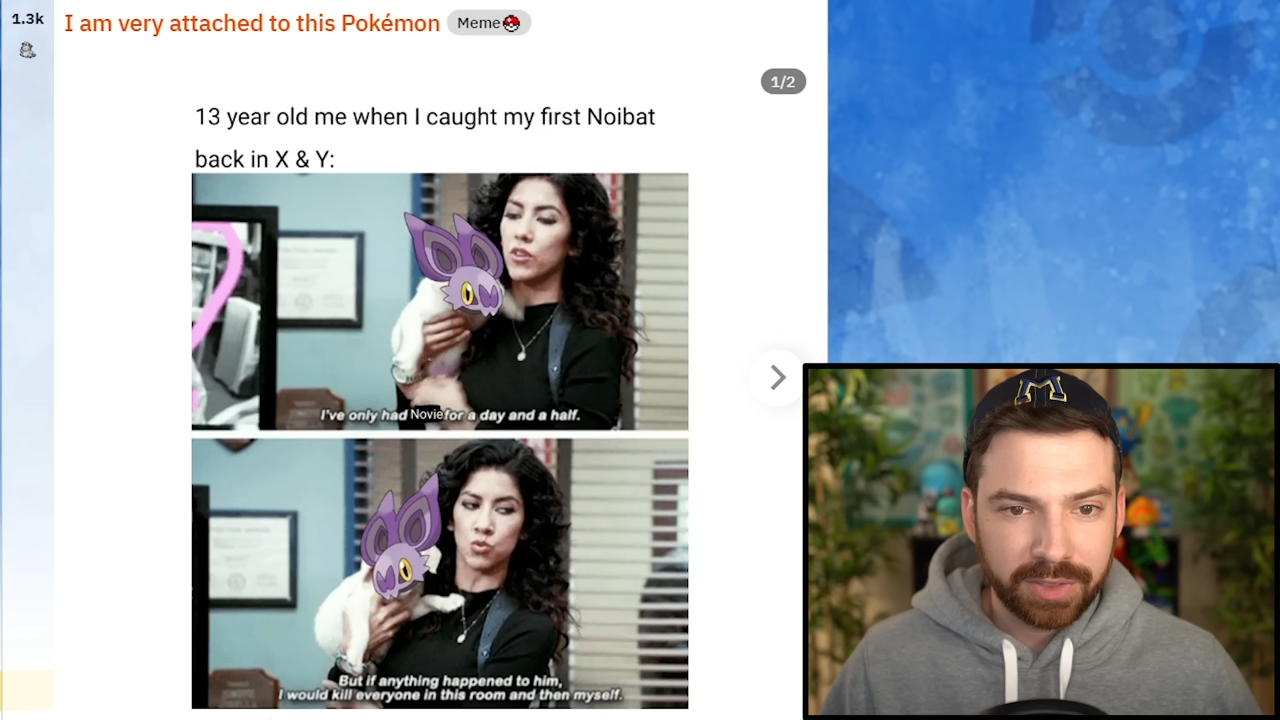 1.3k
I am very attached to this Pokémon
Meme
1/2
13 year old me when I caught my first Noibat
back in X & Y:
I've only had Novie for a day and a half.
But if anything happened to him,
I would kill everyone in this room and then myself.
M